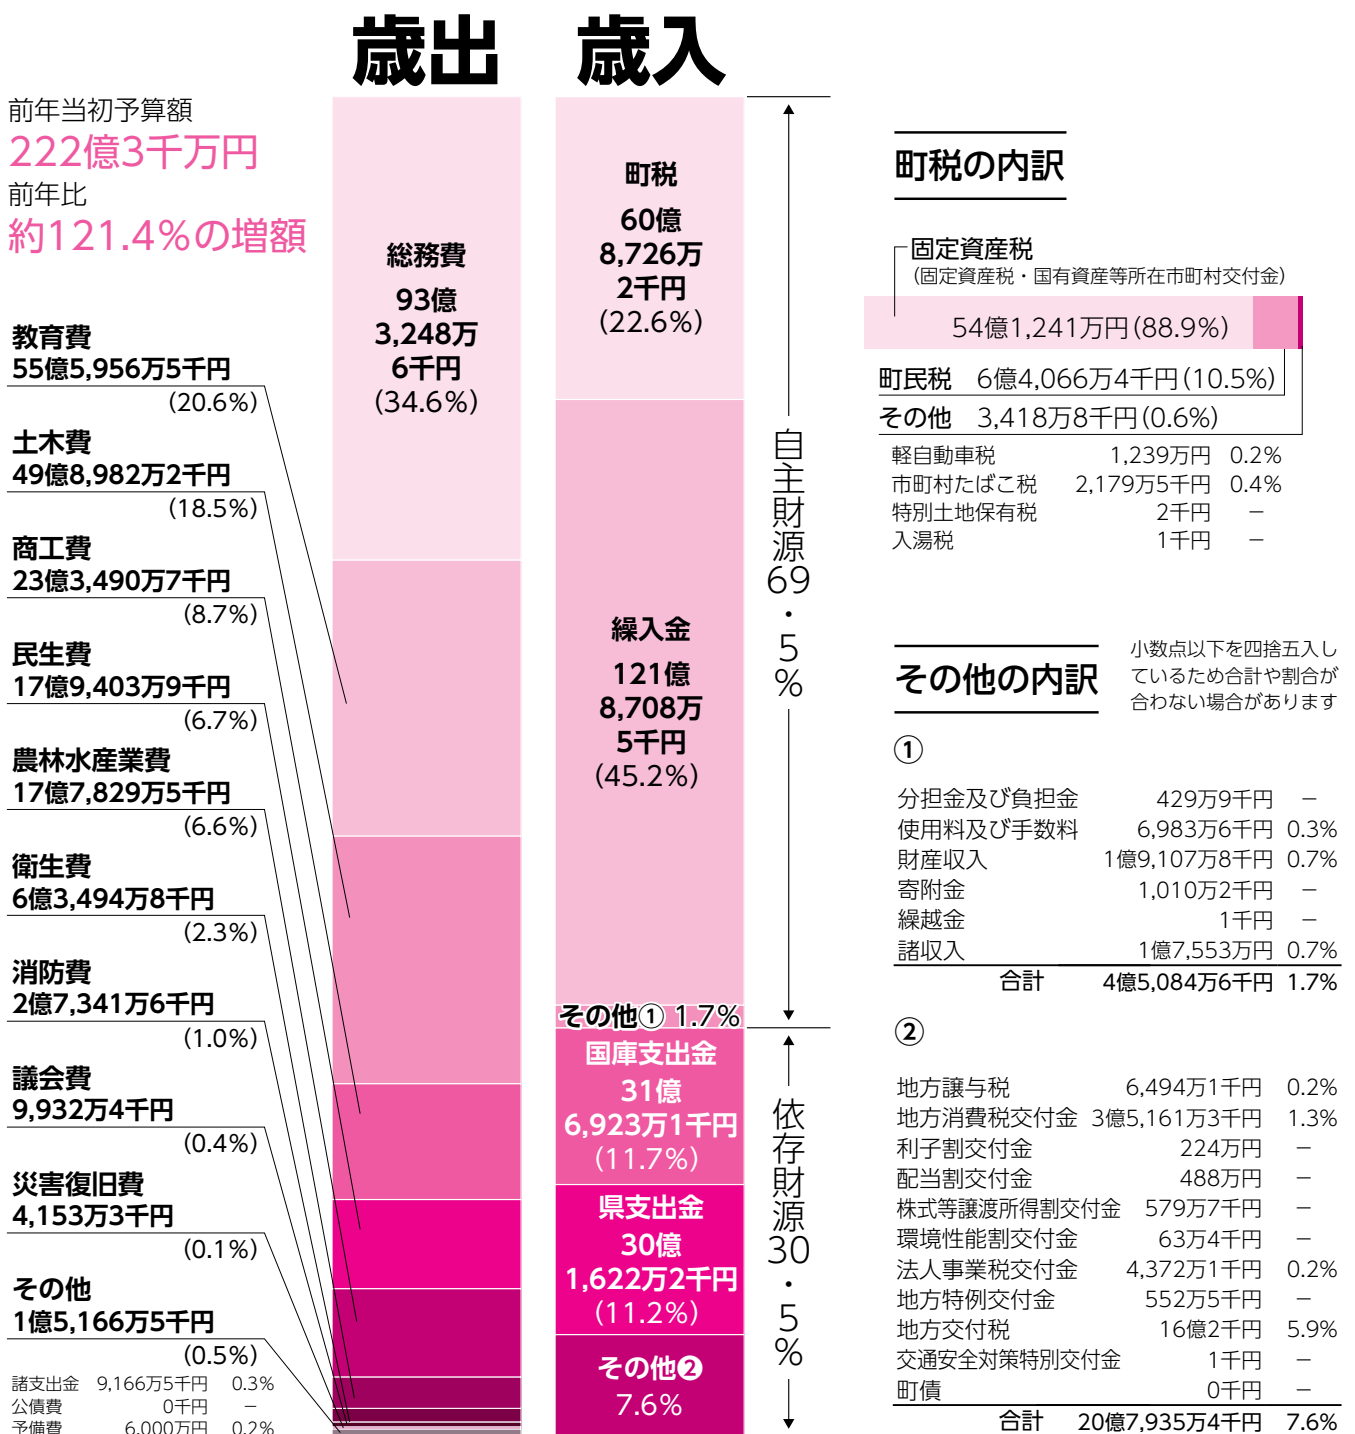 歳出
歳入
前年当初予算額
222億3千万円
前年比
約121.4%の増額
総務費
93億
3,248万
6千円
(34.6%)
教育費
55億5,956万5千円
(20.6%)
土木費
49億8,982万2千円
(18.5%)
商工費
23億3,490万7千円
(8.7%)
民生費
17億9,403万9千円
(6.7%)
農林水産業費
17億7,829万5千円
(6.6%)
衛生費
6億3,494万8千円
(2.3%)
消防費
2億7,341万6千円
(1.0%)
議会費
9,932万4千円
(0.4%)
災害復旧費
4,153万3千円
(0.1%)
その他
1億5,166万5千円
(0.5%)
諸支出金 9,166万5千円 0.3%
公債費 0千円 −
予備費 6,000万円 0.2%
町税
60億
8,726万
2千円
(22.6%)
繰入金
121億
8,708万
5千円
(45.2%)
その他① 1.7%
国庫支出金
31億
6,923万1千円
(11.7%)
県支出金
30億
1,622万2千円
(11.2%)
その他❷
7.6%
自主財源69・5%
依存財源30・5%
町税の内訳
固定資産税
(固定資産税・国有資産等所在市町村交付金)
54億1,241万円(88.9%)
町民税 6億4,066万4千円(10.5%)
その他 3,418万8千円(0.6%)
軽自動車税 1,239万円 0.2%
市町村たばこ税 2,179万5千円 0.4%
特別土地保有税 2千円 −
入湯税 1千円 −
その他の内訳
小数点以下を四捨五入し
ているため合計や割合が
合わない場合があります
①
分担金及び負担金 429万9千円 −
使用料及び手数料 6,983万6千円 0.3%
財産収入 1億9,107万8千円 0.7%
寄附金 1,010万2千円 −
繰越金 1千円 −
諸収入 1億7,553万円 0.7%
合計 4億5,084万6千円 1.7%
②
地方譲与税 6,494万1千円 0.2%
地方消費税交付金 3億5,161万3千円 1.3%
利子割交付金 224万円 −
配当割交付金 488万円 −
株式等譲渡所得割交付金 579万7千円 −
環境性能割交付金 63万4千円 −
法人事業税交付金 4,372万1千円 0.2%
地方特例交付金 552万5千円 −
地方交付税 16億2千円 5.9%
交通安全対策特別交付金 1千円 −
町債 0千円 −
合計 20億7,935万4千円 7.6%